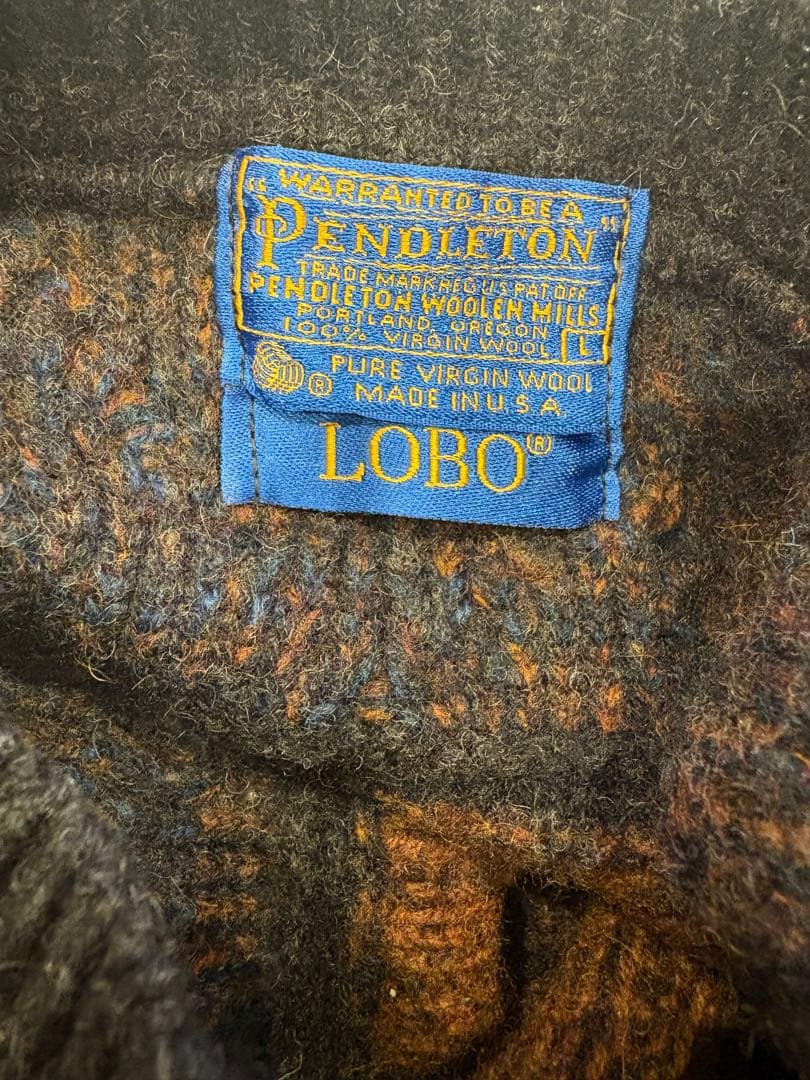 "WARRANTED TO BE A
PENDLETON"
TRADE MARK REG U.S. PAT. OFF.
PENDLETON WOOLEN MILLS
PORTLAND, OREGON
100% VIRGIN WOOL L
® PURE VIRGIN WOOL
MADE IN U.S.A.
LOBO®